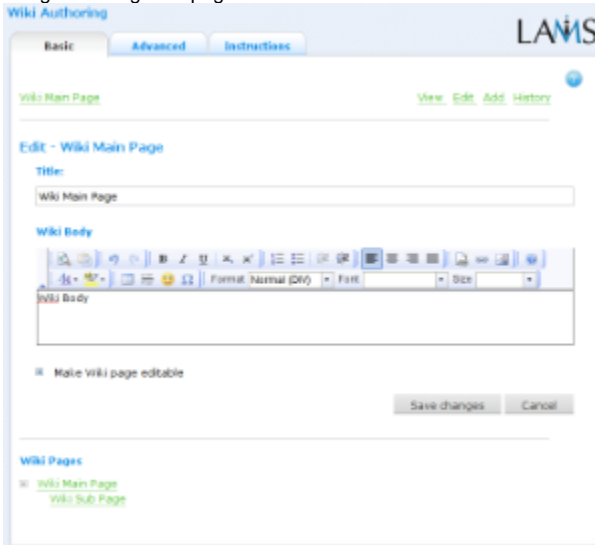 Wiki Authoring
LAMS
Basic Advanced Instructions
Wiki Main Page View Edit Add History
Edit - Wiki Main Page
Title:
Wiki Main Page
Wiki Body
Format Normal (DIV) Font Size
Wiki Body
Make Wiki page editable
Save changes Cancel
Wiki Pages
Wiki Main Page
Wiki Sub Page